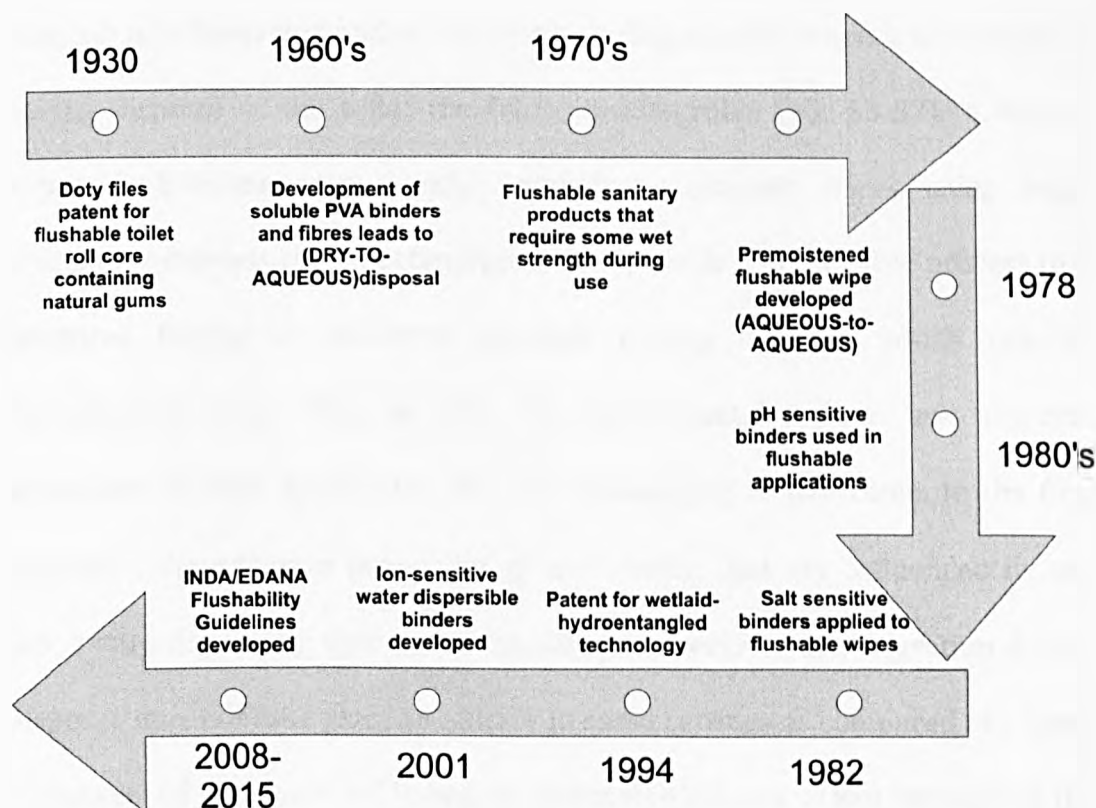 1930
1960's
1970's
Doty files
patent for
flushable toilet
roll core
containing
natural gums
Development of
soluble PVA binders
and fibres leads to
(DRY-TO-
AQUEOUS)disposal
Flushable sanitary
products that
require some wet
strength during
use
Premoistened
flushable wipe
developed
(AQUEOUS-to-
AQUEOUS)
1978
pH sensitive
binders used in
flushable
applications
1980's
Salt sensitive
binders applied to
flushable wipes
1982
Patent for wetlaid-
hydroentangled
technology
1994
Ion-sensitive
water dispersible
binders
developed
2001
INDA/EDANA
Flushability
Guidelines
developed
2008-
2015